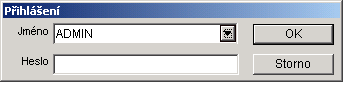 Přihlášení
Jméno ADMIN OK
Heslo Storno